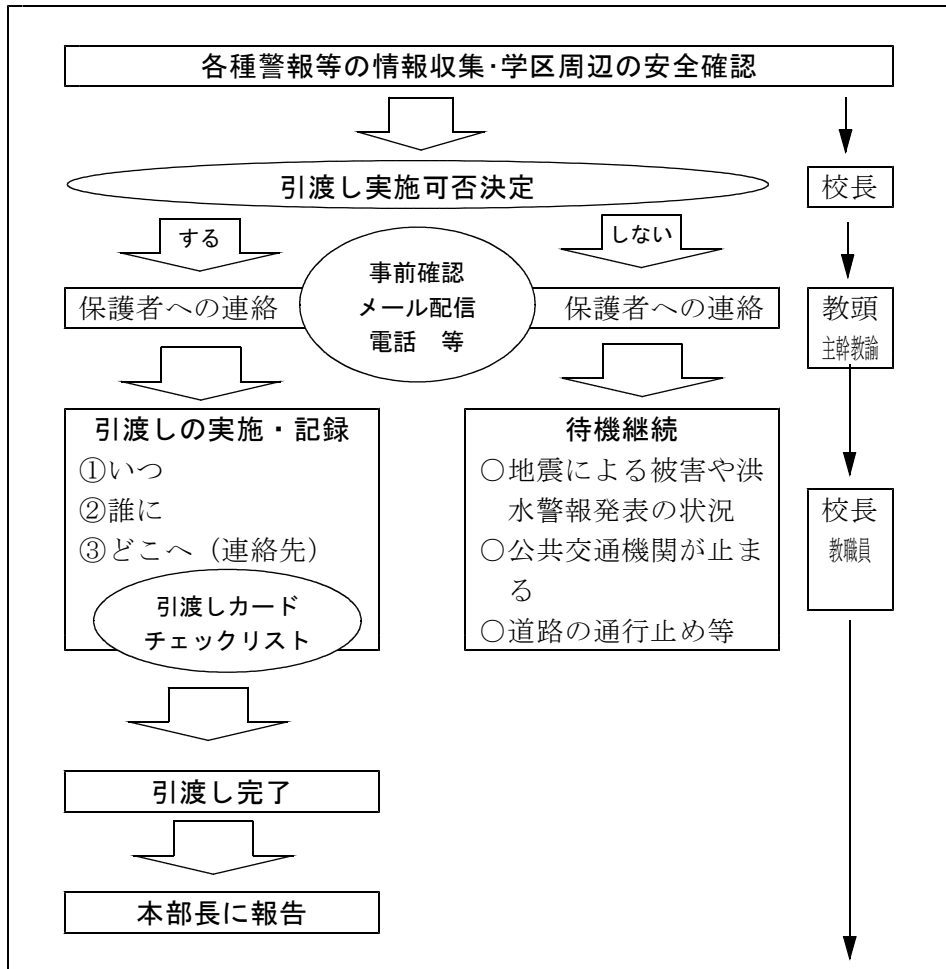 各種警報等の情報収集･学区周辺の安全確認
引渡し実施可否決定
校長
する
しない
事前確認
メール配信
電話　等
保護者への連絡
保護者への連絡
教頭
主幹教諭
引渡しの実施・記録
①いつ
②誰に
③どこへ（連絡先）
引渡しカード
チェックリスト
待機継続
○地震による被害や洪
水警報発表の状況
○公共交通機関が止ま
る
○道路の通行止め等
校長
教職員
引渡し完了
本部長に報告